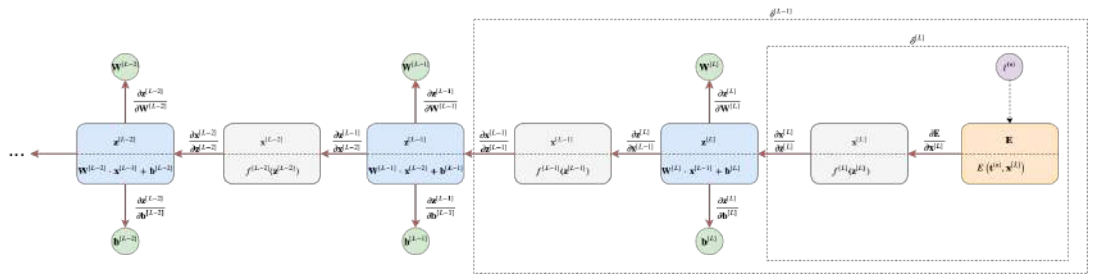 δ^[L-1]
δ^[L]
W^[L-2]
W^[L-1]
W^[L]
t^(n)
∂z^[L-2] / ∂W^[L-2]
∂z^[L-1] / ∂W^[L-1]
∂z^[L] / ∂W^[L]
...
z^[L-2]
W^[L-2] · x^[L-3] + b^[L-2]
∂x^[L-2] / ∂z^[L-2]
x^[L-2]
f^[L-2](z^[L-2])
∂z^[L-1] / ∂x^[L-2]
z^[L-1]
W^[L-1] · x^[L-2] + b^[L-1]
∂x^[L-1] / ∂z^[L-1]
x^[L-1]
f^[L-1](z^[L-1])
∂z^[L] / ∂x^[L-1]
z^[L]
W^[L] · x^[L-1] + b^[L]
∂x^[L] / ∂z^[L]
x^[L]
f^[L](z^[L])
∂E / ∂x^[L]
E
E (t^(n), x^[L])
∂z^[L-2] / ∂b^[L-2]
∂z^[L-1] / ∂b^[L-1]
∂z^[L] / ∂b^[L]
b^[L-2]
b^[L-1]
b^[L]